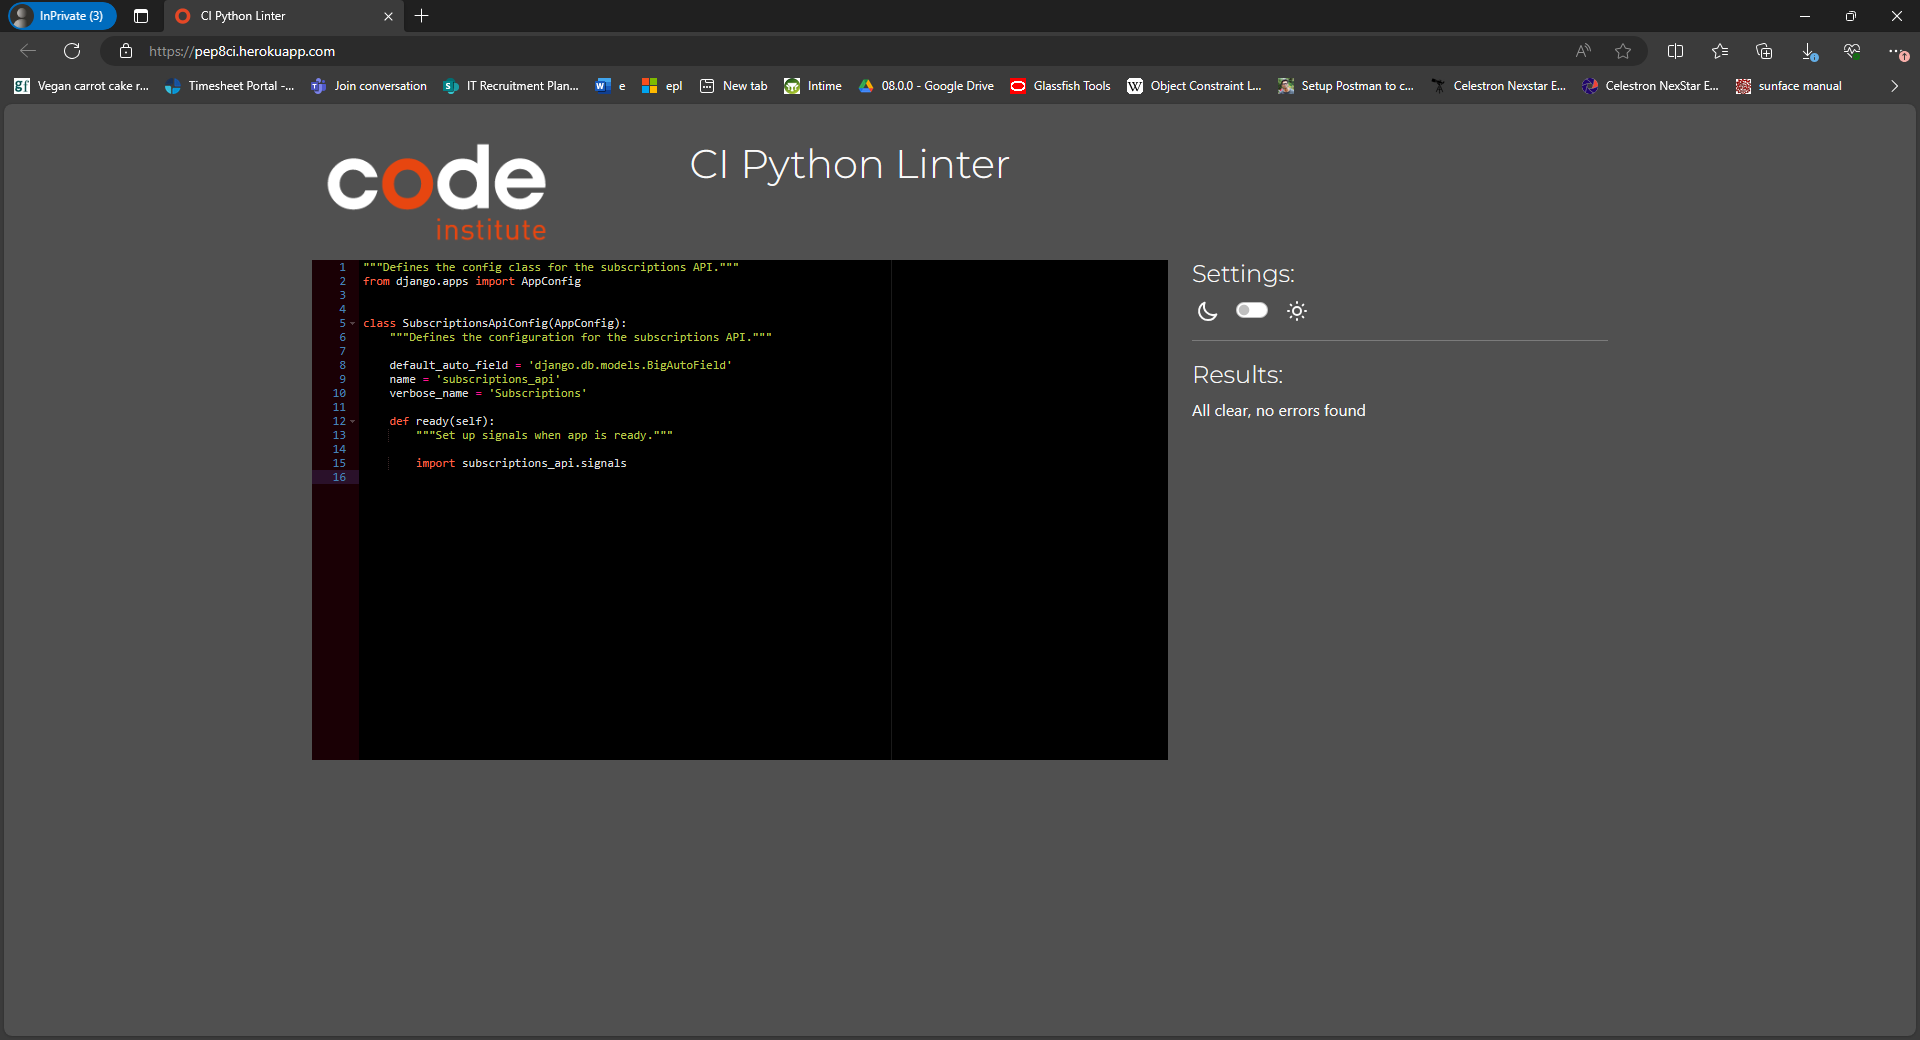 InPrivate (3)
CI Python Linter
https://pep8ci.herokuapp.com
Vegan carrot cake r...
Timesheet Portal -...
Join conversation
IT Recruitment Plan...
e
epl
New tab
Intime
08.0.0 - Google Drive
Glassfish Tools
Object Constraint L...
Setup Postman to c...
Celestron Nexstar E...
Celestron NexStar E...
sunface manual
code
institute
CI Python Linter
1 """Defines the config class for the subscriptions API."""
2 from django.apps import AppConfig
3
4
5 class SubscriptionsApiConfig(AppConfig):
6 """Defines the configuration for the subscriptions API."""
7
8 default_auto_field = 'django.db.models.BigAutoField'
9 name = 'subscriptions_api'
10 verbose_name = 'Subscriptions'
11
12 def ready(self):
13 """Set up signals when app is ready."""
14
15 import subscriptions_api.signals
16
Settings:
Results:
All clear, no errors found